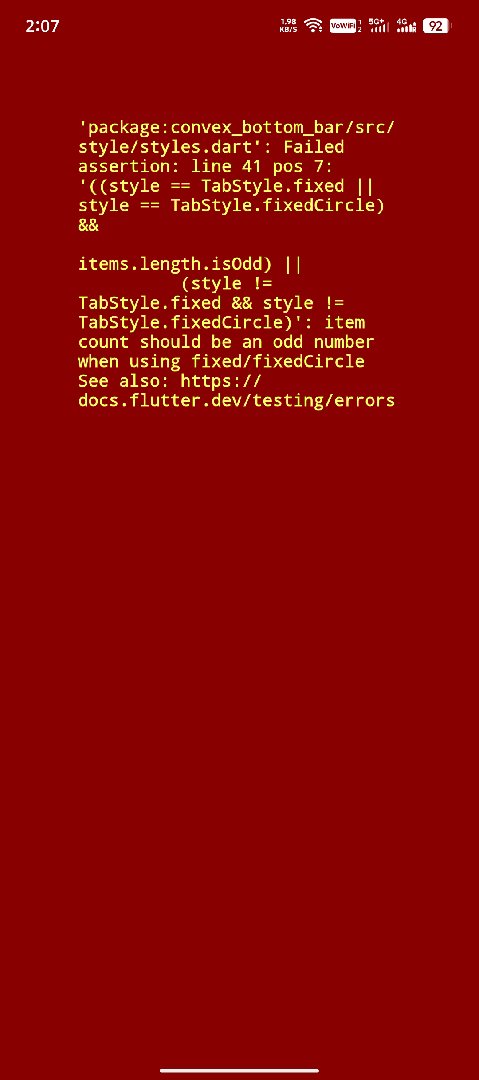 2:07
1.98 KB/S VoWiFi 1 2 5G+ 4G R 92
'package:convex_bottom_bar/src/
style/styles.dart': Failed
assertion: line 41 pos 7:
'((style == TabStyle.fixed ||
style == TabStyle.fixedCircle)
&&
items.length.isOdd) ||
(style !=
TabStyle.fixed && style !=
TabStyle.fixedCircle)': item
count should be an odd number
when using fixed/fixedCircle
See also: https://
docs.flutter.dev/testing/errors